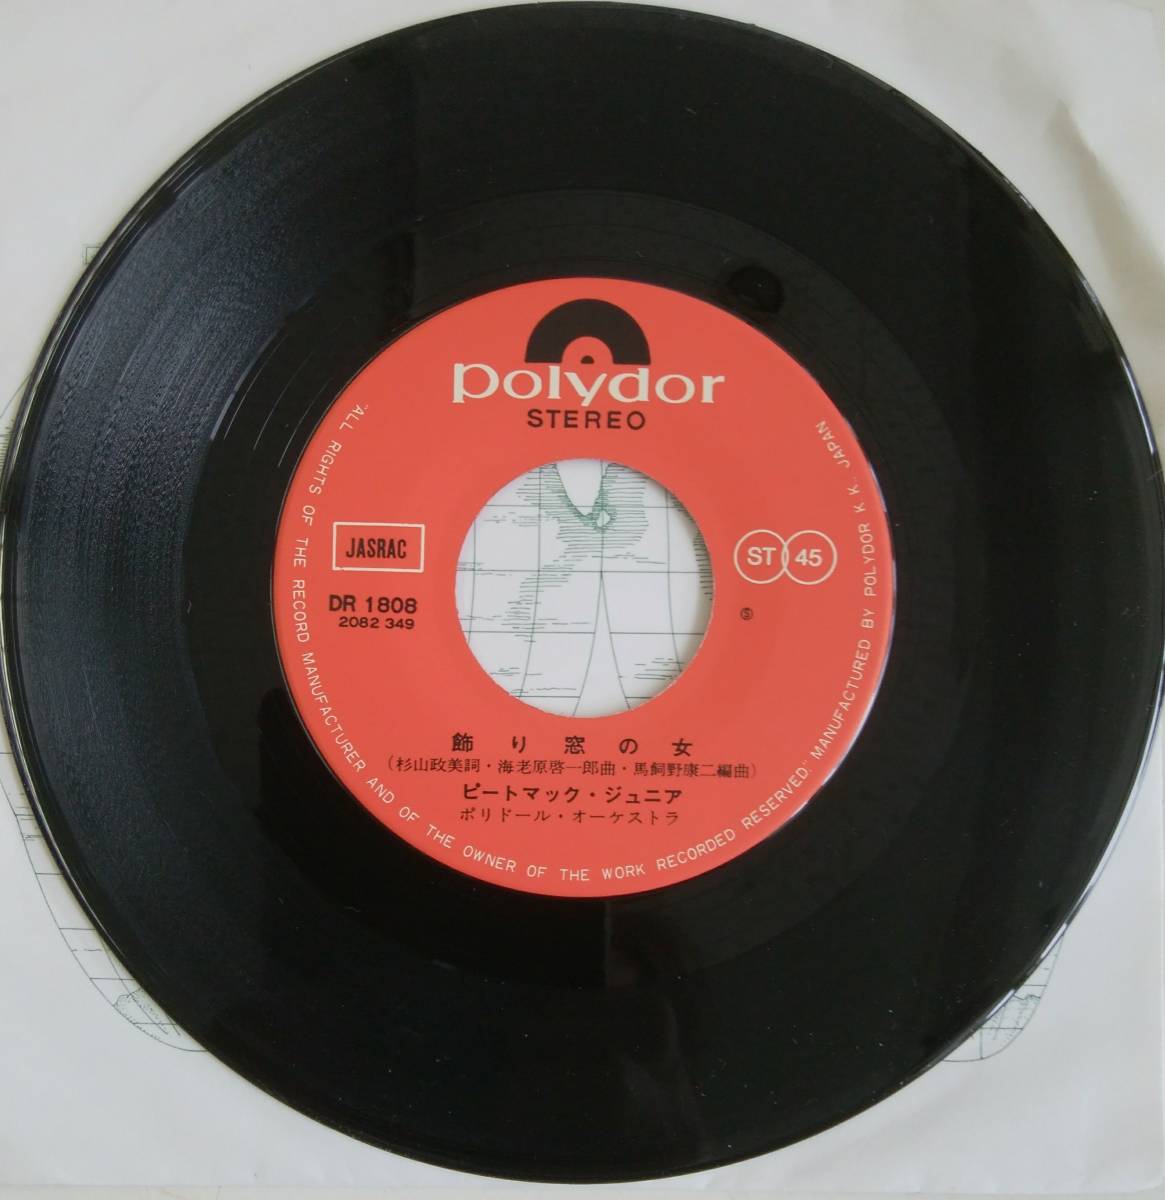 polydor
STEREO
JASRAC
DR 1808
2082 349
ST 45
Ⓢ
飾り窓の女
(杉山政美詞・海老原啓一郎曲・馬飼野康二編曲)
ピートマック・ジュニア
ポリドール・オーケストラ
"ALL RIGHTS OF THE RECORD MANUFACTURER AND OF THE OWNER OF THE WORK RECORDED RESERVED." MANUFACTURED BY POLYDOR K.K., JAPAN